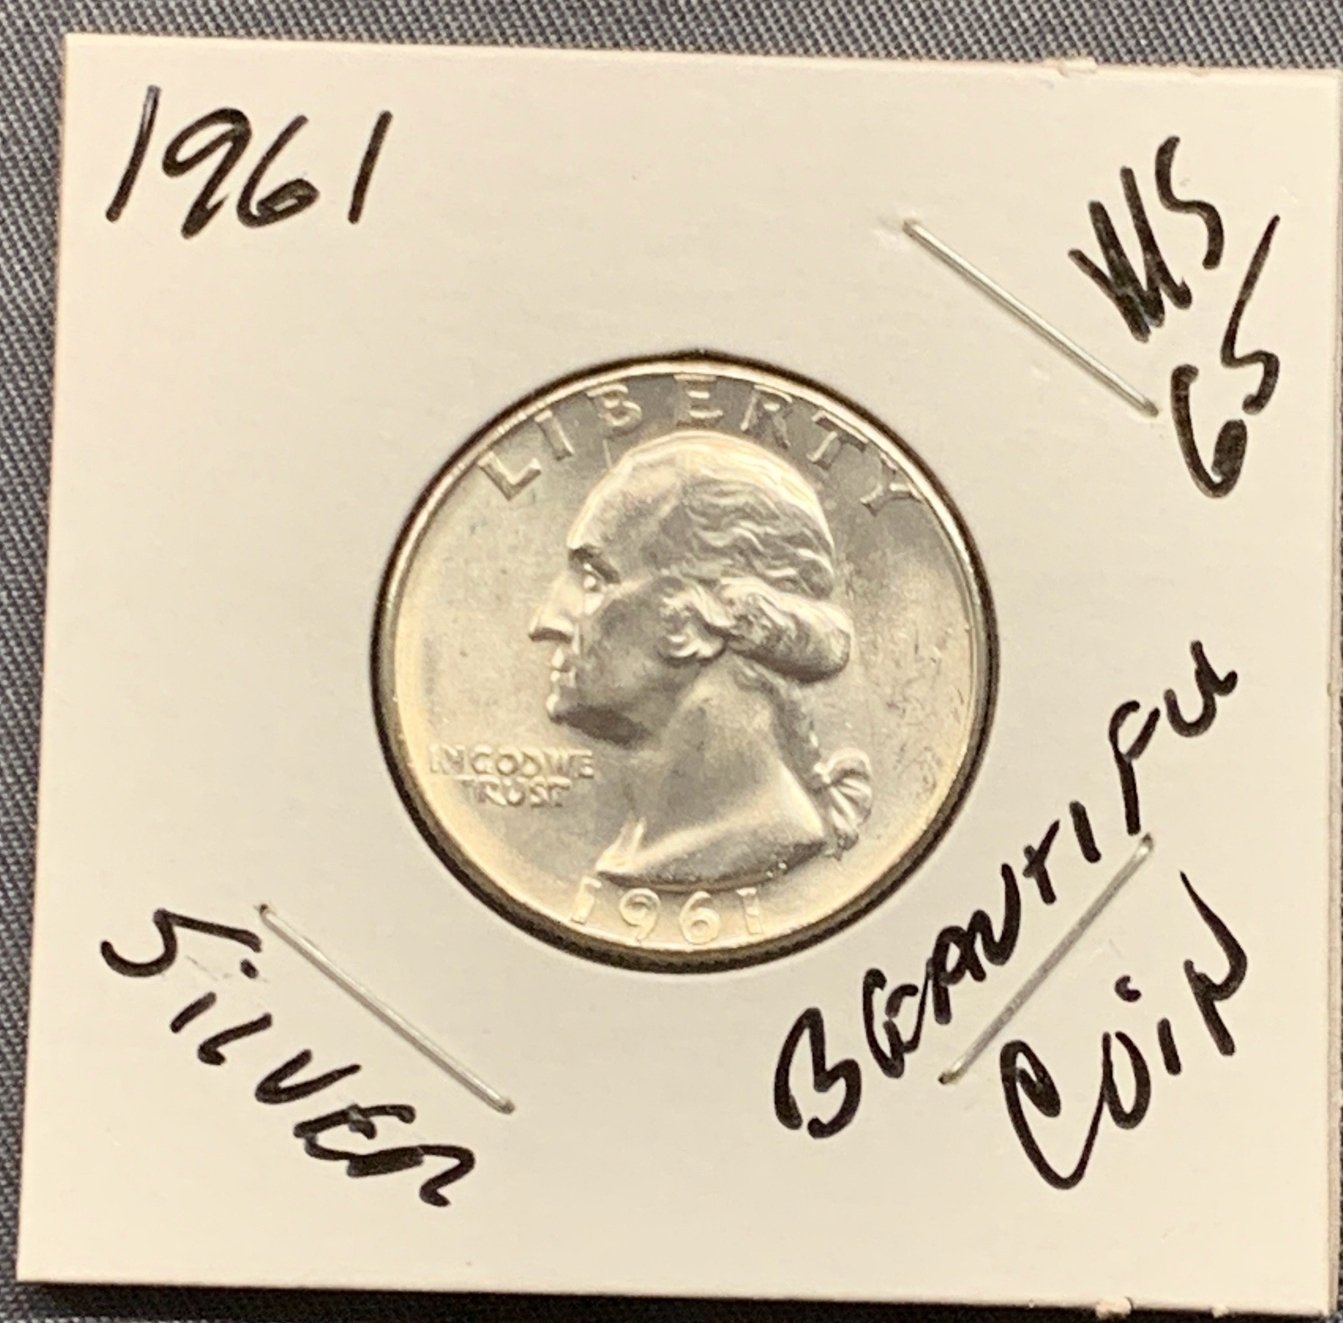 1961
MS
65
LIBERTY
IN GOD WE
TRUST
1961
SILVER
BEAUTIFU
COIN